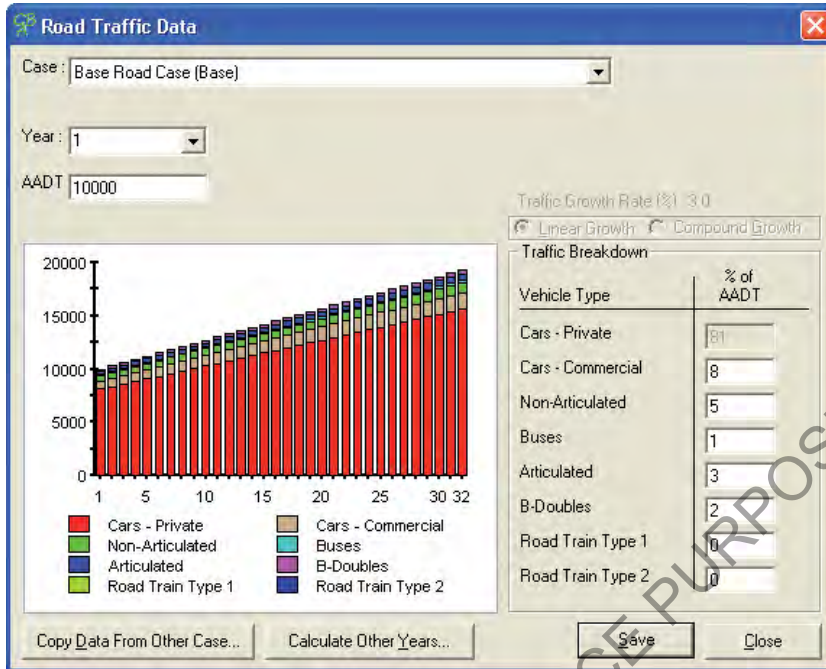 Road Traffic Data
Case : Base Road Case (Base)
Year : 1
AADT 10000
Traffic Growth Rate (%) 3.0
Linear Growth Compound Growth
Traffic Breakdown
Vehicle Type % of AADT
Cars - Private 81
Cars - Commercial 8
Non-Articulated 5
Buses 1
Articulated 3
B-Doubles 2
Road Train Type 1 0
Road Train Type 2 0
20000
15000
10000
5000
0
1 5 10 15 20 25 30 32
Cars - Private Cars - Commercial
Non-Articulated Buses
Articulated B-Doubles
Road Train Type 1 Road Train Type 2
Copy Data From Other Case... Calculate Other Years... Save Close
CE PURPOS